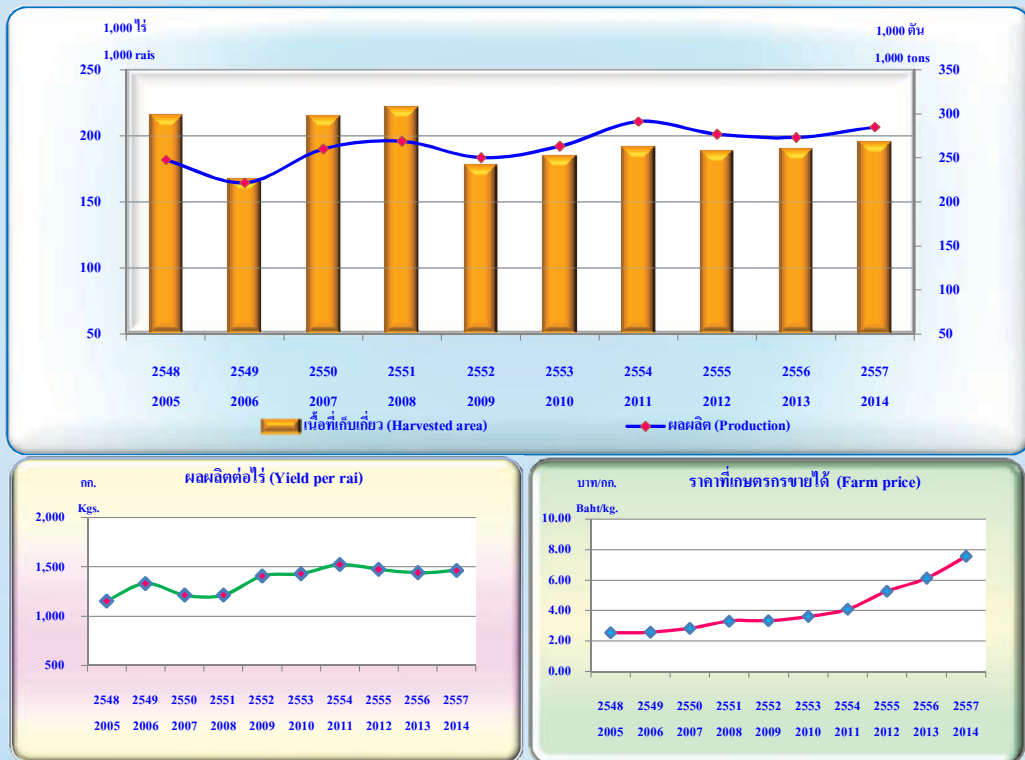 1,000 ไร่ 1,000 ตัน
1,000 rais 1,000 tons
250 350
300
200
250
150 200
150
100
100
50 50
2548 2549 2550 2551 2552 2553 2554 2555 2556 2557
2005 2006 2007 2008 2009 2010 2011 2012 2013 2014
เนื้อที่เก็บเกี่ยว (Harvested area) ผลผลิต (Production)
ผลผลิตต่อไร่ (Yield per rai)
กก.
Kgs.
2,000
1,500
1,000
500
2548 2549 2550 2551 2552 2553 2554 2555 2556 2557
2005 2006 2007 2008 2009 2010 2011 2012 2013 2014
บาท/กก. ราคาที่เกษตรกรขายได้ (Farm price)
Baht/kg.
10.00
8.00
6.00
4.00
2.00
0.00
2548 2549 2550 2551 2552 2553 2554 2555 2556 2557
2005 2006 2007 2008 2009 2010 2011 2012 2013 2014